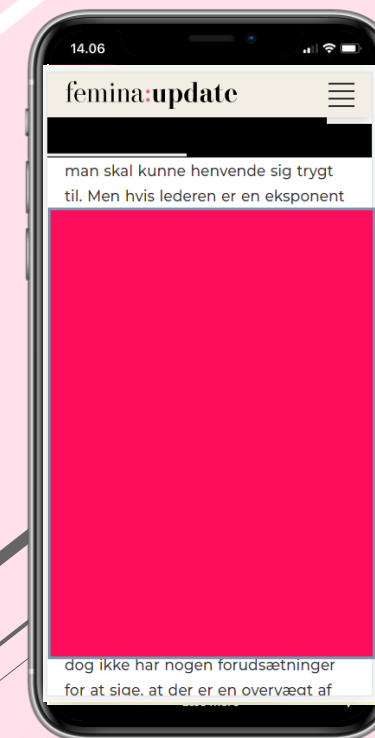 14.06
femina:update
man skal kunne henvende sig trygt
til. Men hvis lederen er en eksponent
dog ikke har nogen forudsætninger
for at sige, at der er en overvægt af